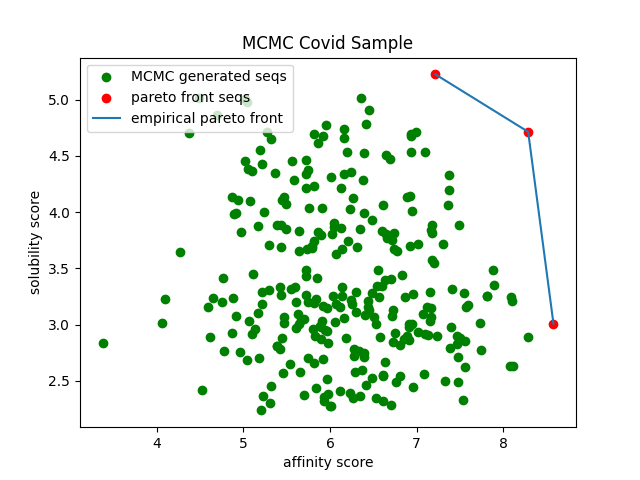 MCMC Covid Sample
MCMC generated seqs
pareto front seqs
empirical pareto front
solubility score
5.0
4.5
4.0
3.5
3.0
2.5
4 5 6 7 8
affinity score